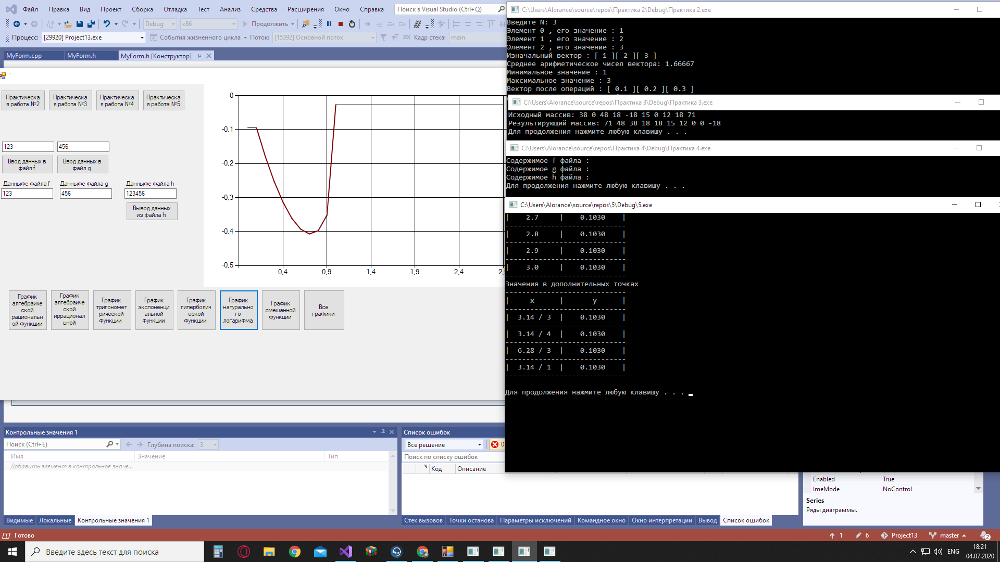 Файл Правка Вид Проект Сборка Отладка Тест Анализ Средства Расширения Окно Справка Поиск в Visual Studio (Ctrl+Q)
Debug x86 Продолжить
Процесс: [29920] Project13.exe События жизненного цикла Поток: [15392] Основной поток Кадр стека: main
MyForm.cpp MyForm.h MyForm.h [Конструктор]
Практическа
я работа №2
Практическа
я работа №3
Практическа
я работа №4
Практическа
я работа №5
123 456
Ввод данных в
файл f
Ввод данных в
файл g
Данныфе файла f Данныфе файла g Данныфе файла h
123 456 123456
Вывод данных
из файла h
0
-0,1
-0,2
-0,3
-0,4
-0,5
0,4 0,9 1,4 1,9 2,4
График
алгебраиче
ской
рациональн
ой функции
График
алгебраиче
ской
иррационал
ьной
График
тригономет
рической
функции
График
экспоненци
альной
функции
График
гиперболич
еской
функции
График
натурально
го
логарифма
График
смешанной
функции
Все
графики
C:\Users\Alorance\source\repos\Практика 2\Debug\Практика 2.exe
Введите N: 3
Элемент 0 , его значение : 1
Элемент 1 , его значение : 2
Элемент 2 , его значение : 3
Изначальный вектор : [ 1 ][ 2 ][ 3 ]
Среднее арифметическое чисел вектора: 1.66667
Минимальное значение : 1
Максимальное значение : 3
Вектор после операций : [ 0.1 ][ 0.2 ][ 0.3 ]
C:\Users\Alorance\source\repos\Практика 3\Debug\Практика 3.exe
Исходный массив: 38 0 48 18 -18 15 0 12 18 71
Результирующий массив: 71 48 38 18 18 15 12 0 0 -18
Для продолжения нажмите любую клавишу . . .
C:\Users\Alorance\source\repos\Практика 4\Debug\Практика 4.exe
Содержимое f файла :
Содержимое g файла :
Содержимое h файла :
Для продолжения нажмите любую клавишу . . .
C:\Users\Alorance\source\repos\5\Debug\5.exe
| 2.7 | 0.1030 |
-----------------------------
| 2.8 | 0.1030 |
-----------------------------
| 2.9 | 0.1030 |
-----------------------------
| 3.0 | 0.1030 |
-----------------------------
Значения в дополнительных точках
-----------------------------
| x | y |
-----------------------------
| 3.14 / 3 | 0.1030 |
-----------------------------
| 3.14 / 4 | 0.1030 |
-----------------------------
| 6.28 / 3 | 0.1030 |
-----------------------------
| 3.14 / 1 | 0.1030 |
-----------------------------
Для продолжения нажмите любую клавишу . . .
Контрольные значения 1
Поиск (Ctrl+E) Глубина поиска: 3
Имя Значение Тип
Добавить элемент в контрольное значе...
Видимые Локальные Контрольные значения 1
Список ошибок
Все решение 0
Поиск по списку ошибок
Код Описание
Стек вызовов Точки останова Параметры исключений Командное окно Окно интерпретации Вывод Список ошибок
Enabled True
ImeMode NoControl
Series
Ряды диаграммы.
Готово 1 6 Project13 master 2
Введите здесь текст для поиска
ENG 18:21
04.07.2020